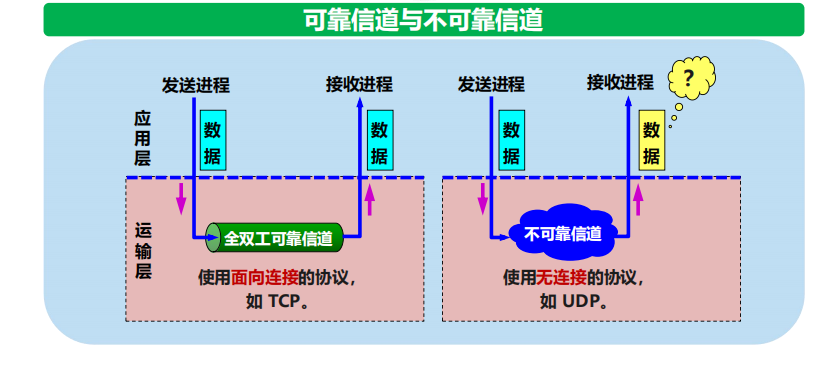 可靠信道与不可靠信道
发送进程
接收进程
发送进程
接收进程
?
应用层
数据
数据
数据
数据
运输层
全双工可靠信道
不可靠信道
使用面向连接的协议，
如 TCP。
使用无连接的协议，
如 UDP。